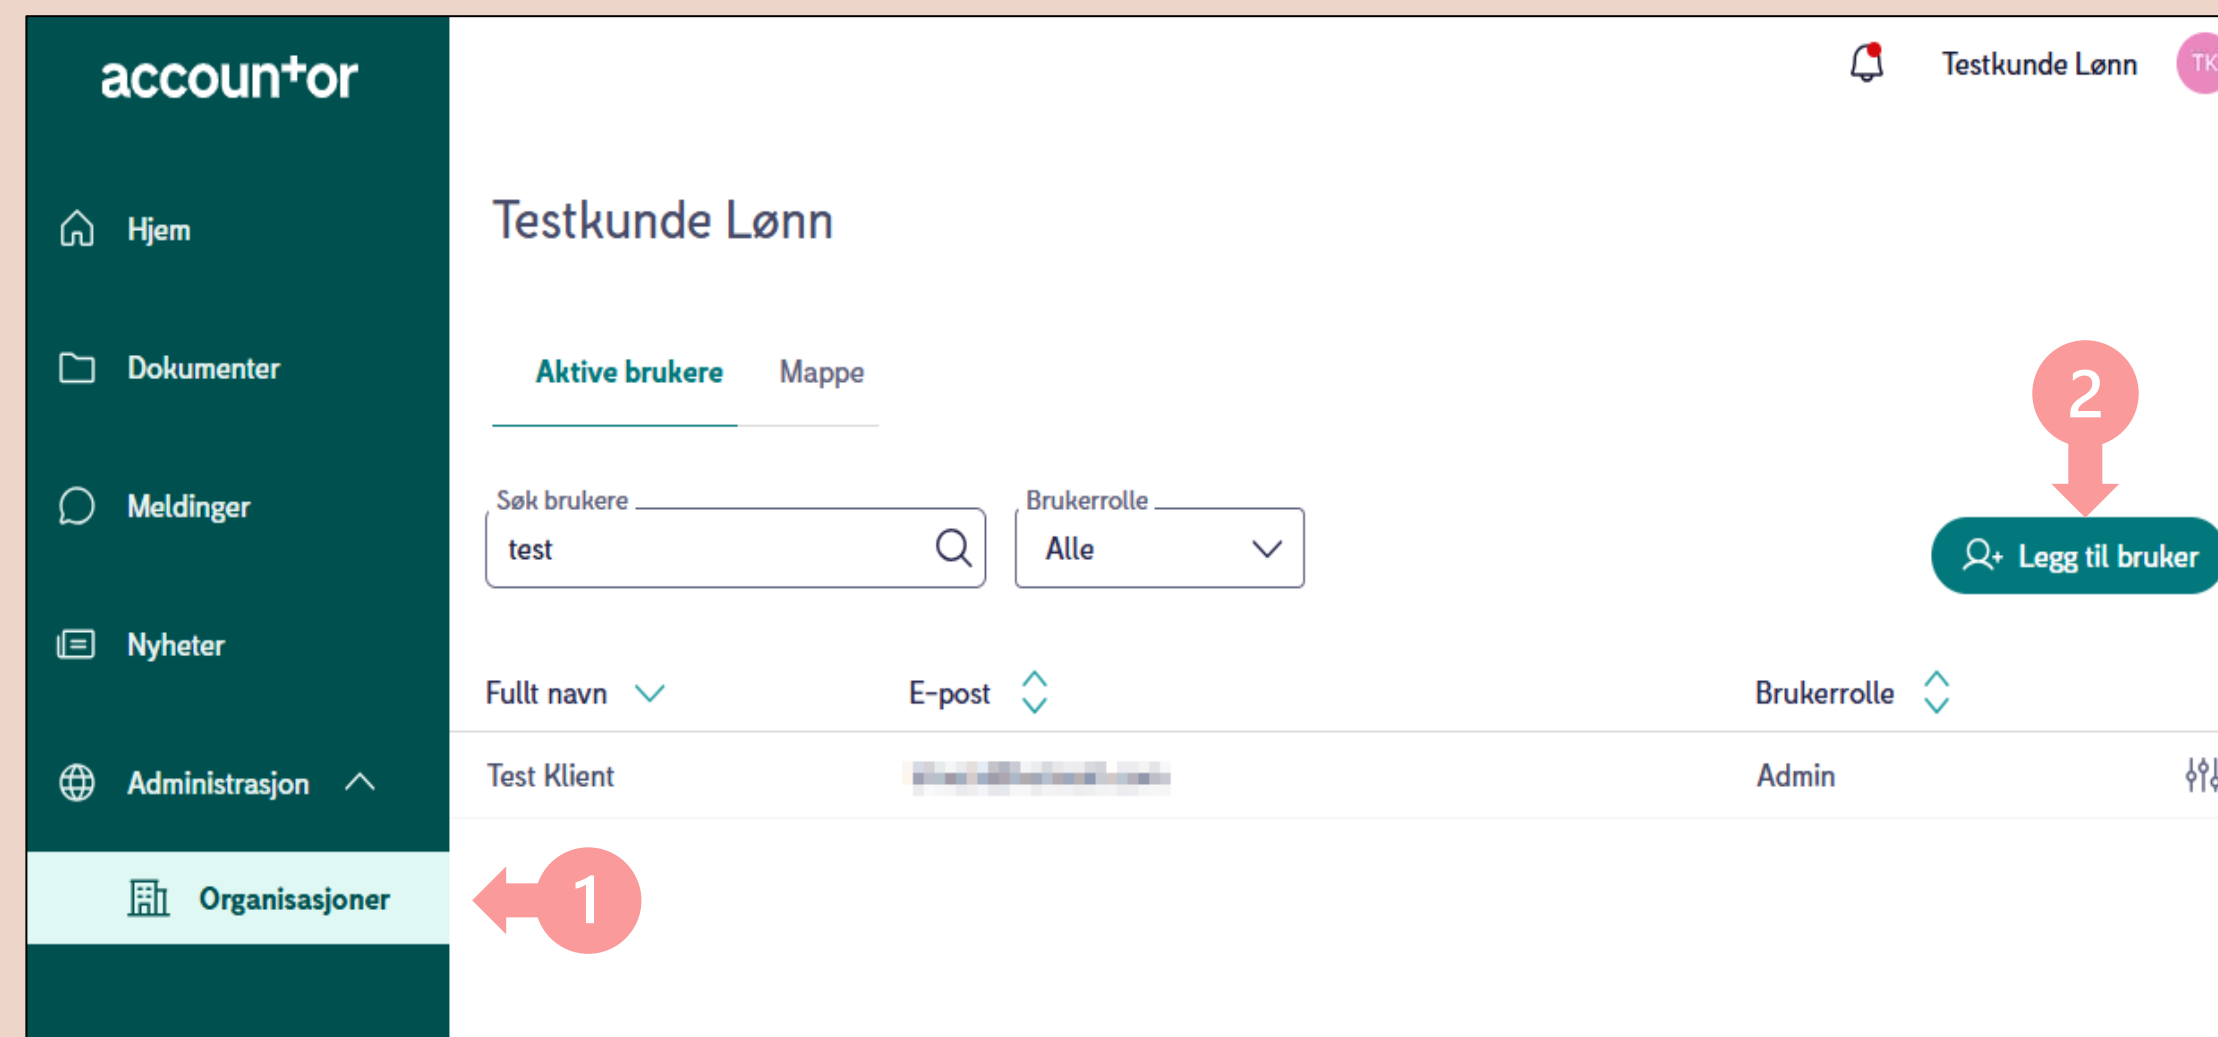 accountor
Testkunde Lønn
TK
Hjem
Testkunde Lønn
Dokumenter
Aktive brukere
Mappe
2
Meldinger
Søk brukere
test
Brukerrolle
Alle
Legg til bruker
Nyheter
Fullt navn
E-post
Brukerrolle
Administrasjon
Test Klient
Admin
Organisasjoner
1